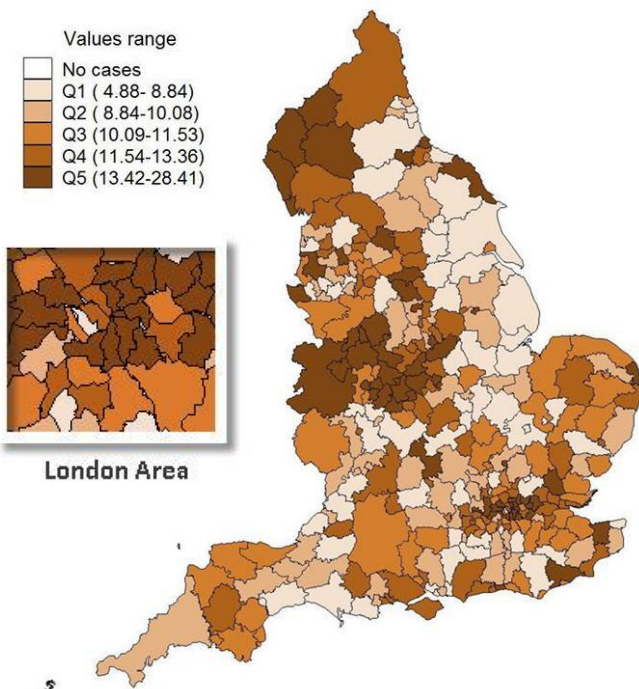 Values range
No cases
Q1 ( 4.88- 8.84)
Q2 ( 8.84-10.08)
Q3 (10.09-11.53)
Q4 (11.54-13.36)
Q5 (13.42-28.41)
London Area